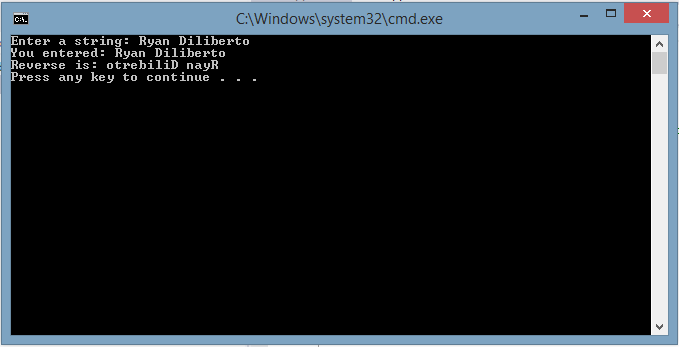 C:\Windows\system32\cmd.exe
Enter a string: Ryan Diliberto
You entered: Ryan Diliberto
Reverse is: otrebiliD nayR
Press any key to continue . . .